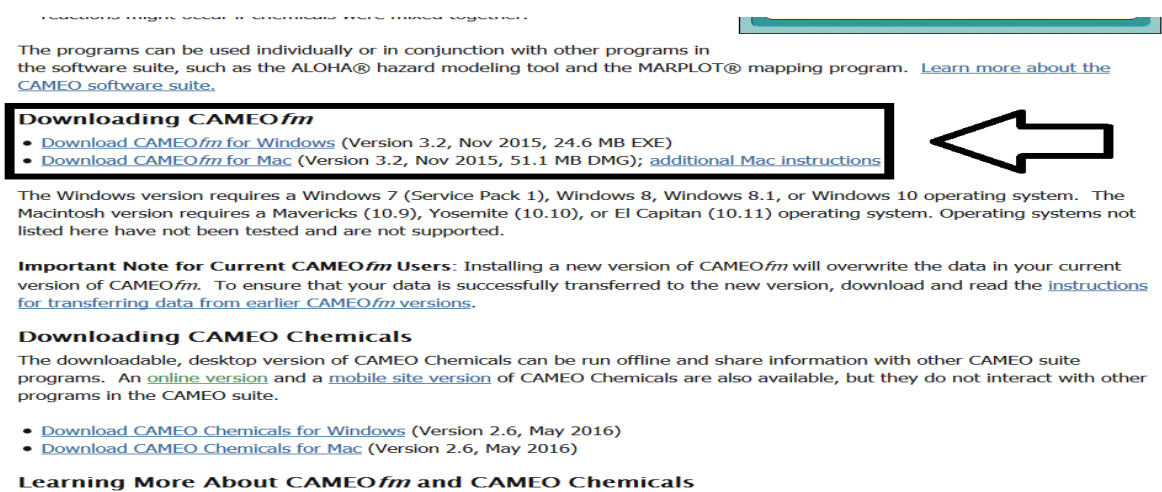 reactions might occur if chemicals were mixed together.
The programs can be used individually or in conjunction with other programs in
the software suite, such as the ALOHA® hazard modeling tool and the MARPLOT® mapping program. Learn more about the
CAMEO software suite.
Downloading CAMEOfm
• Download CAMEOfm for Windows (Version 3.2, Nov 2015, 24.6 MB EXE)
• Download CAMEOfm for Mac (Version 3.2, Nov 2015, 51.1 MB DMG); additional Mac instructions
The Windows version requires a Windows 7 (Service Pack 1), Windows 8, Windows 8.1, or Windows 10 operating system. The
Macintosh version requires a Mavericks (10.9), Yosemite (10.10), or El Capitan (10.11) operating system. Operating systems not
listed here have not been tested and are not supported.
Important Note for Current CAMEOfm Users: Installing a new version of CAMEOfm will overwrite the data in your current
version of CAMEOfm. To ensure that your data is successfully transferred to the new version, download and read the instructions
for transferring data from earlier CAMEOfm versions.
Downloading CAMEO Chemicals
The downloadable, desktop version of CAMEO Chemicals can be run offline and share information with other CAMEO suite
programs. An online version and a mobile site version of CAMEO Chemicals are also available, but they do not interact with other
programs in the CAMEO suite.
• Download CAMEO Chemicals for Windows (Version 2.6, May 2016)
• Download CAMEO Chemicals for Mac (Version 2.6, May 2016)
Learning More About CAMEOfm and CAMEO Chemicals